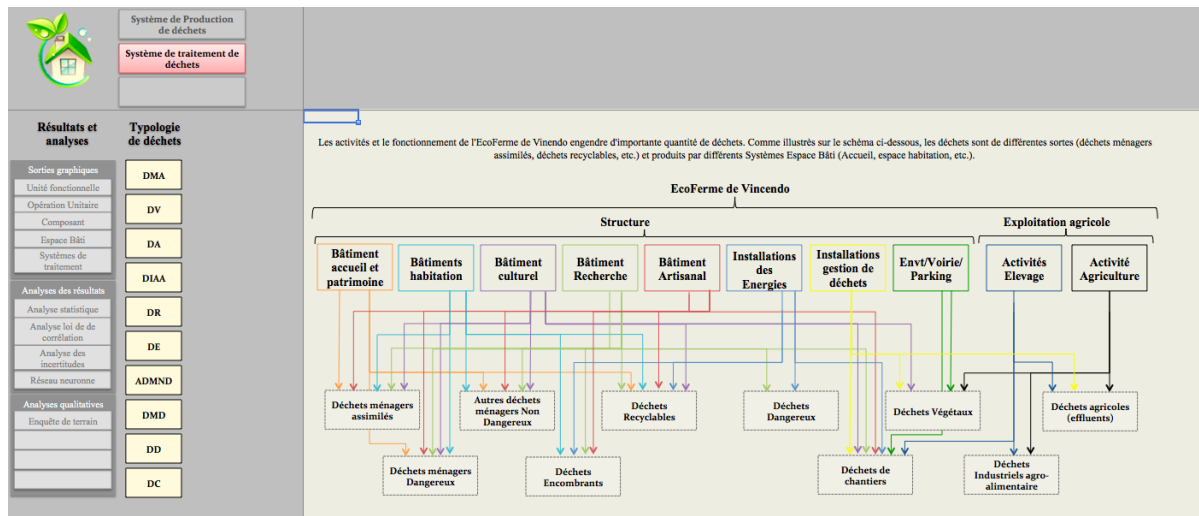 Système de Production
de déchets
Système de traitement de
déchets
Résultats et
analyses
Typologie
de déchets
Sorties graphiques
Unité fonctionnelle
Opération Unitaire
Composant
Espace Bâti
Systèmes de
traitement
Analyses des résultats
Analyse statistique
Analyse loi de de
corrélation
Analyse des
incertitudes
Réseau neuronne
Analyses qualitatives
Enquête de terrain
DMA
DV
DA
DIAA
DR
DE
ADMND
DMD
DD
DC
Les activités et le fonctionnement de l'EcoFerme de Vinendo engendre d'importante quantité de déchets. Comme illustrés sur le schéma ci-dessous, les déchets sont de différentes sortes (déchets ménagers
assimilés, déchets recyclables, etc.) et produits par différents Systèmes Espace Bâti (Accueil, espace habitation, etc.).
EcoFerme de Vincendo
Structure
Exploitation agricole
Bâtiment
accueil et
patrimoine
Bâtiments
habitation
Bâtiment
culturel
Bâtiment
Recherche
Bâtiment
Artisanal
Installations
des
Energies
Installations
gestion de
déchets
Envt/Voirie/
Parking
Activités
Elevage
Activité
Agriculture
Déchets ménagers
assimilés
Autres déchets
ménagers Non
Dangereux
Déchets
Recyclables
Déchets
Dangereux
Déchets Végétaux
Déchets agricoles
(effluents)
Déchets ménagers
Dangereux
Déchets
Encombrants
Déchets de
chantiers
Déchets
Industriels agro-
alimentaire